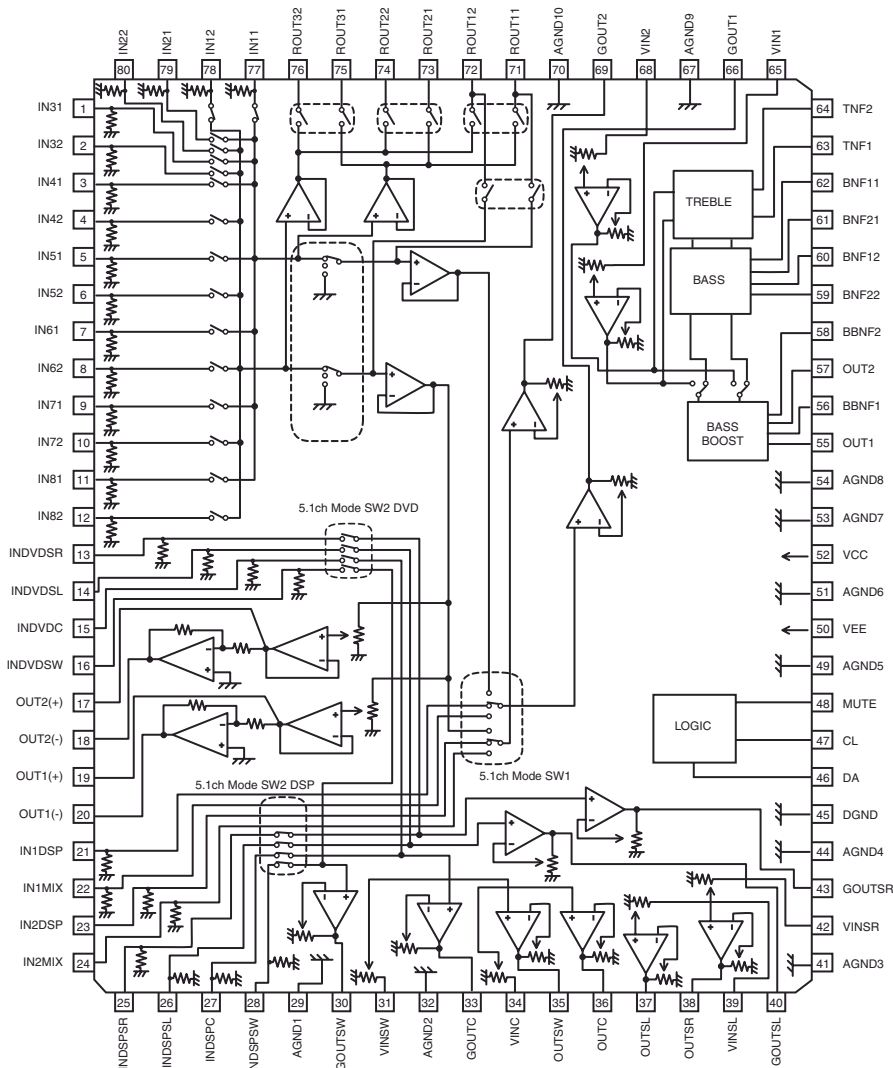 IN22
IN21
IN12
IN11
ROUT32
ROUT31
ROUT22
ROUT21
ROUT12
ROUT11
AGND10
GOUT2
VIN2
AGND9
GOUT1
VIN1
80
79
78
77
76
75
74
73
72
71
70
69
68
67
66
65
IN31 1
IN32 2
IN41 3
IN42 4
IN51 5
IN52 6
IN61 7
IN62 8
IN71 9
IN72 10
IN81 11
IN82 12
INDVDSR 13
INDVDSL 14
INDVDC 15
INDVDSW 16
OUT2(+) 17
OUT2(-) 18
OUT1(+) 19
OUT1(-) 20
IN1DSP 21
IN1MIX 22
IN2DSP 23
IN2MIX 24
5.1ch Mode SW2 DVD
5.1ch Mode SW2 DSP
5.1ch Mode SW1
TREBLE
BASS
BASS
BOOST
LOGIC
64 TNF2
63 TNF1
62 BNF11
61 BNF21
60 BNF12
59 BNF22
58 BBNF2
57 OUT2
56 BBNF1
55 OUT1
54 AGND8
53 AGND7
52 VCC
51 AGND6
50 VEE
49 AGND5
48 MUTE
47 CL
46 DA
45 DGND
44 AGND4
43 GOUTSR
42 VINSR
41 AGND3
25
26
27
28
29
30
31
32
33
34
35
36
37
38
39
40
INDSPSR
INDSPSL
INDSPC
INDSPSW
AGND1
GOUTSW
VINSW
AGND2
GOUTC
VINC
OUTSW
OUTC
OUTSL
OUTSR
VINSL
GOUTSL